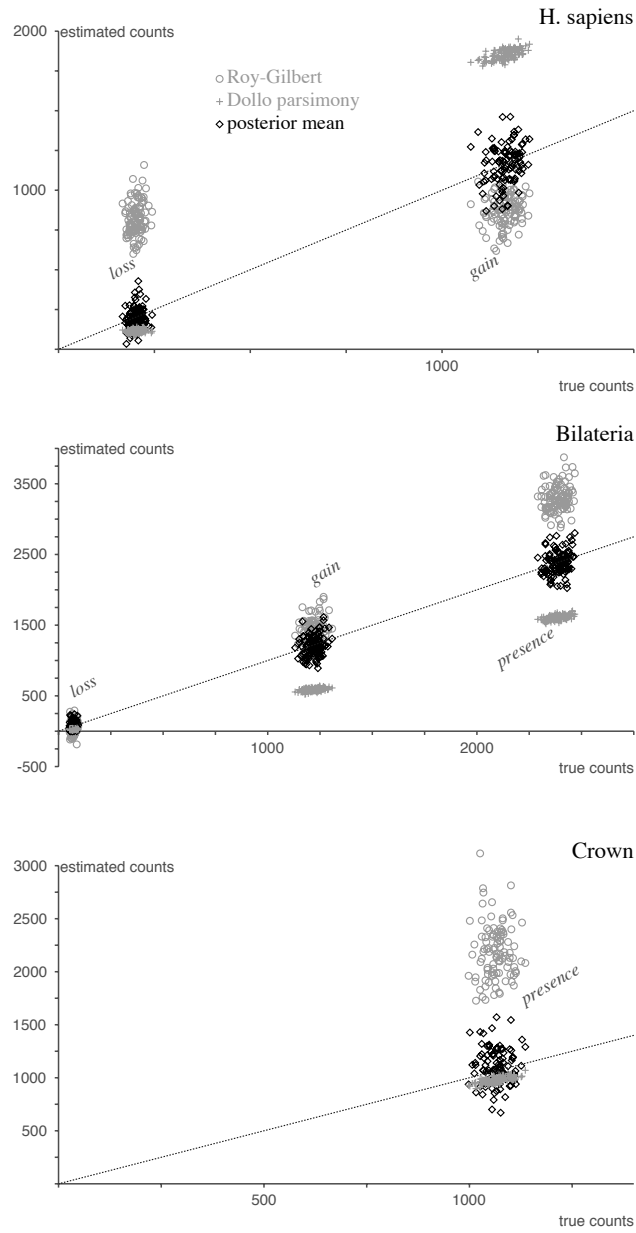 H. sapiens
2000
estimated counts
Roy-Gilbert
Dollo parsimony
posterior mean
1000
loss
gain
1000
true counts
Bilateria
estimated counts
3500
gain
2500
1500
presence
loss
500
1000
2000
-500
true counts
Crown
3000
estimated counts
2500
2000
presence
1500
1000
500
500
1000
true counts